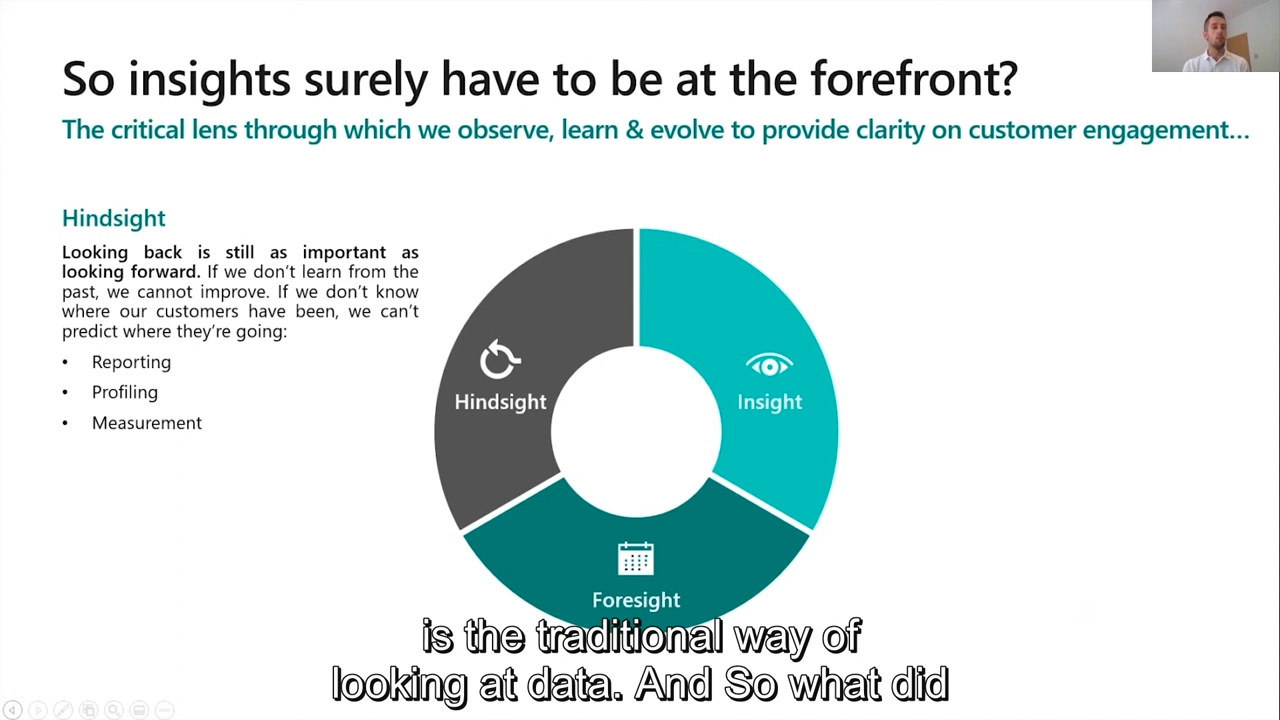 So insights surely have to be at the forefront?
The critical lens through which we observe, learn & evolve to provide clarity on customer engagement...
Hindsight
Looking back is still as important as
looking forward. If we don't learn from the
past, we cannot improve. If we don't know
where our customers have been, we can't
predict where they're going:
• Reporting
• Profiling
• Measurement
Hindsight
Insight
Foresight
is the traditional way of
looking at data. And So what did